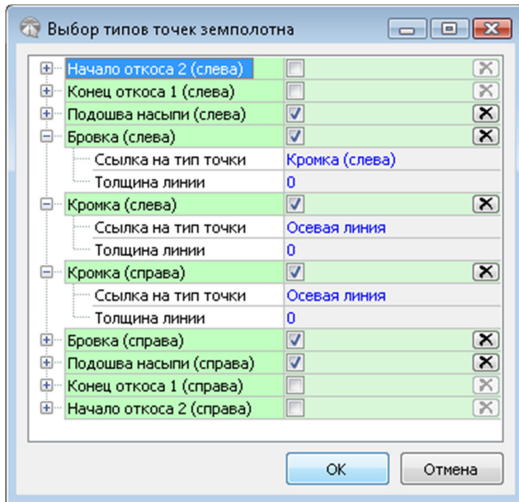 Выбор типов точек земполотна
Начало откоса 2 (слева)
Конец откоса 1 (слева)
Подошва насыпи (слева)
Бровка (слева)
Ссылка на тип точки Кромка (слева)
Толщина линии 0
Кромка (слева)
Ссылка на тип точки Осевая линия
Толщина линии 0
Кромка (справа)
Ссылка на тип точки Осевая линия
Толщина линии 0
Бровка (справа)
Подошва насыпи (справа)
Конец откоса 1 (справа)
Начало откоса 2 (справа)
OK Отмена